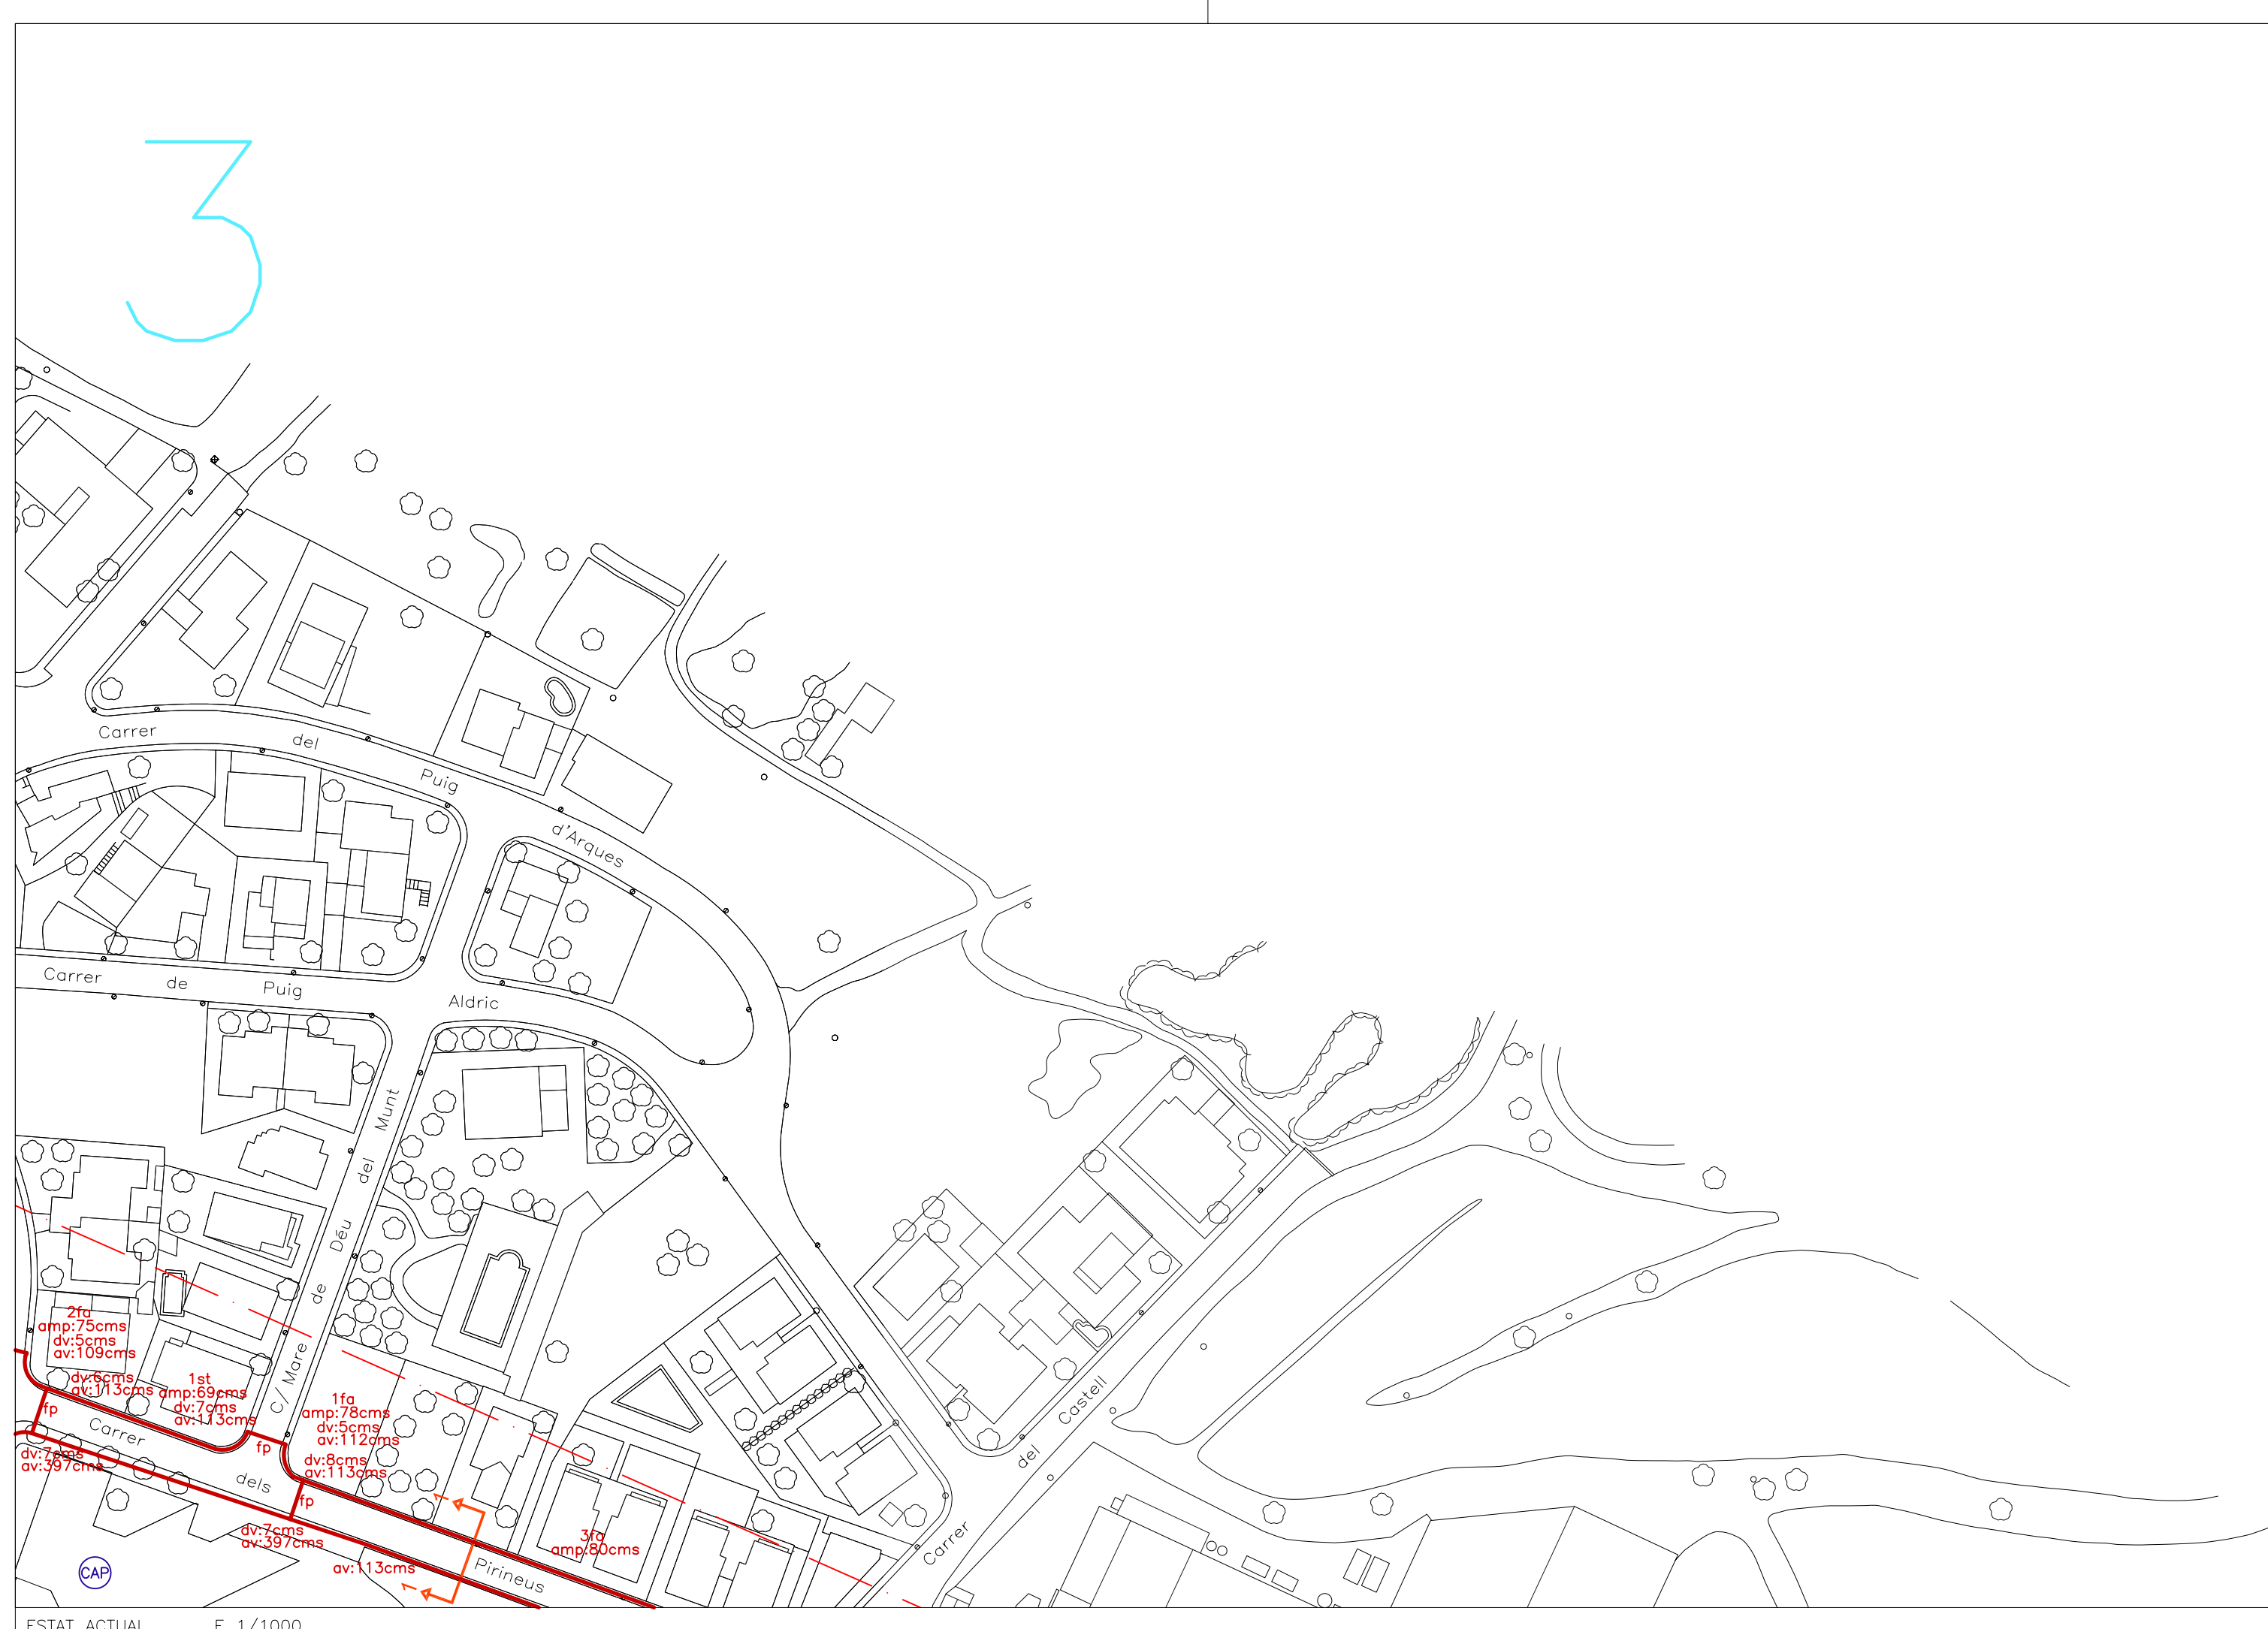 3
Carrer del Puig d'Arques
Carrer de Puig Aldric
C/Mare de Déu del Munt
2fa
amp:75cms
dv:5cms
av:109cms
dv:6cms
av:113cms
1st
amp:69cms
dv:7cms
av:113cms
1fa
amp:78cms
dv:5cms
av:112cms
dv:8cms
av:113cms
fp
fp
fp
Carrer dels Pirineus
dv:7cms
av:397cms
dv:7cms
av:397cms
av:113cms
1
1
3fa
amp:80cms
Carrer del Castell
CAP
ESTAT ACTUAL E 1/1000